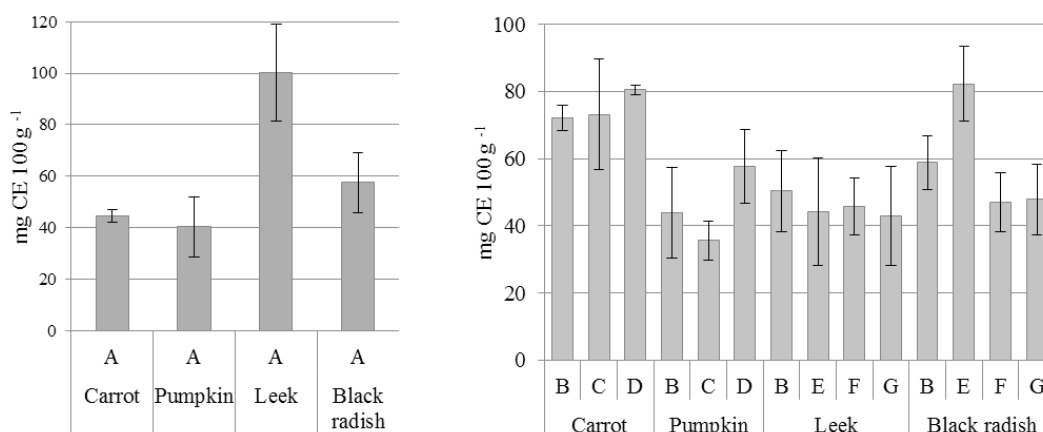 mg CE 100 g⁻¹
120
100
80
60
40
20
0
A A A A
Carrot Pumpkin Leek Black
radish
mg CE 100 g⁻¹
100
80
60
40
20
0
B C D B C D B E F G B E F G
Carrot Pumpkin Leek Black radish